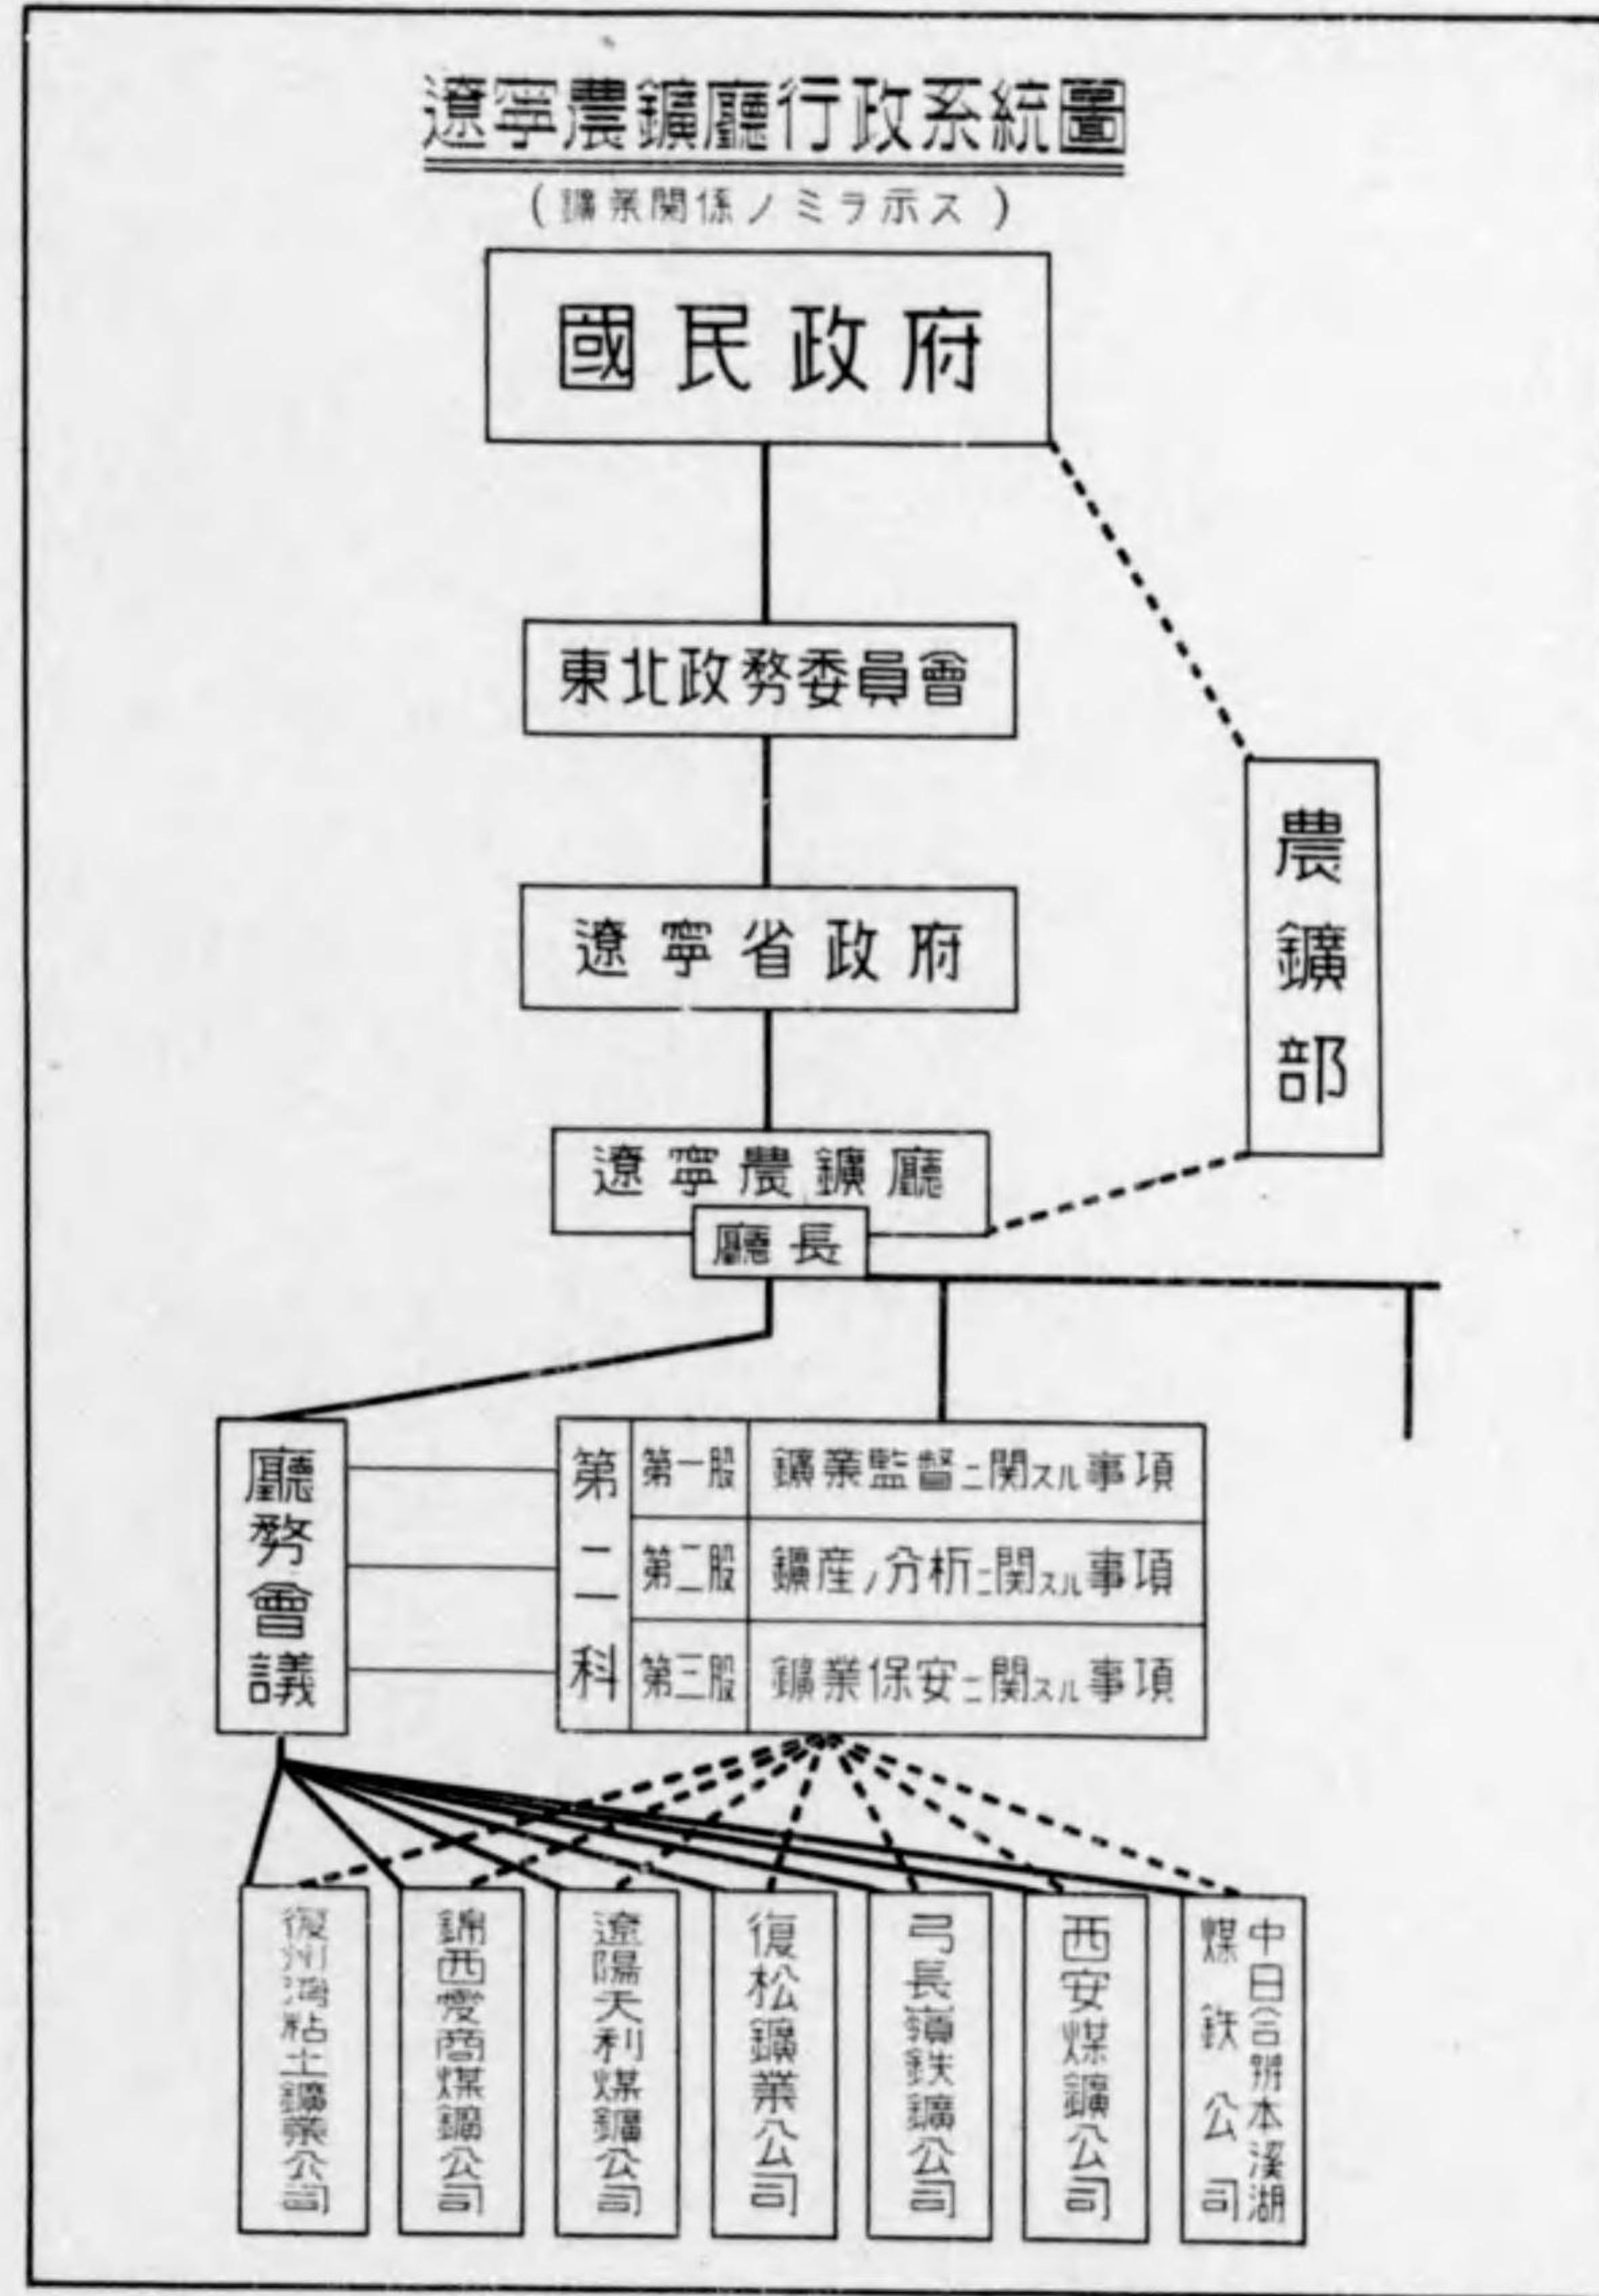 遼寧農鑛廳行政系統圖
(鑛業関係ノミヲ示ス)
國民政府
東北政務委員會
農鑛部
遼寧省政府
遼寧農鑛廳
廳長
廳務會議
第二科
第一股 鑛業監督ニ関スル事項
第二股 鑛産ノ分析ニ関スル事項
第三股 鑛業保安ニ関スル事項
復州湾粘土鑛業公司
錦西愛商煤鑛公司
遼陽天利煤鑛公司
復松鑛業公司
弓長嶺鉄鑛公司
西安煤鑛公司
中日合辨本溪湖
煤鉄公司